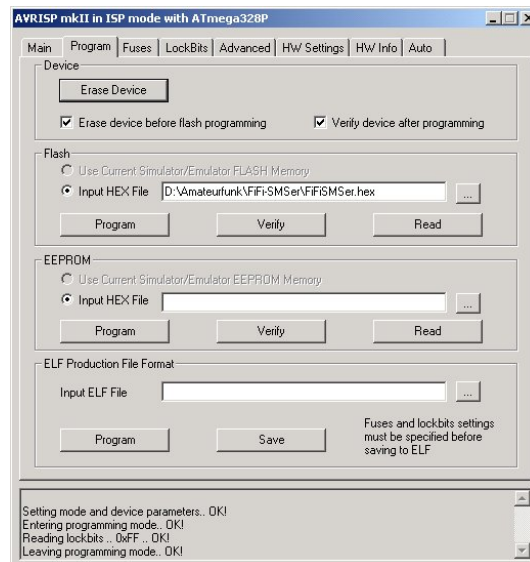 AVRISP mkII in ISP mode with ATmega328P
Main Program Fuses LockBits Advanced HW Settings HW Info Auto
Device
Erase Device
Erase device before flash programming Verify device after programming
Flash
Use Current Simulator/Emulator FLASH Memory
Input HEX File D:\Amateurfunk\FiFi-SMSer\FiFiSMSer.hex ...
Program Verify Read
EEPROM
Use Current Simulator/Emulator EEPROM Memory
Input HEX File ...
Program Verify Read
ELF Production File Format
Input ELF File ...
Program Save Fuses and lockbits settings
must be specified before
saving to ELF
Setting mode and device parameters.. OK!
Entering programming mode.. OK!
Reading lockbits .. 0xFF .. OK!
Leaving programming mode.. OK!